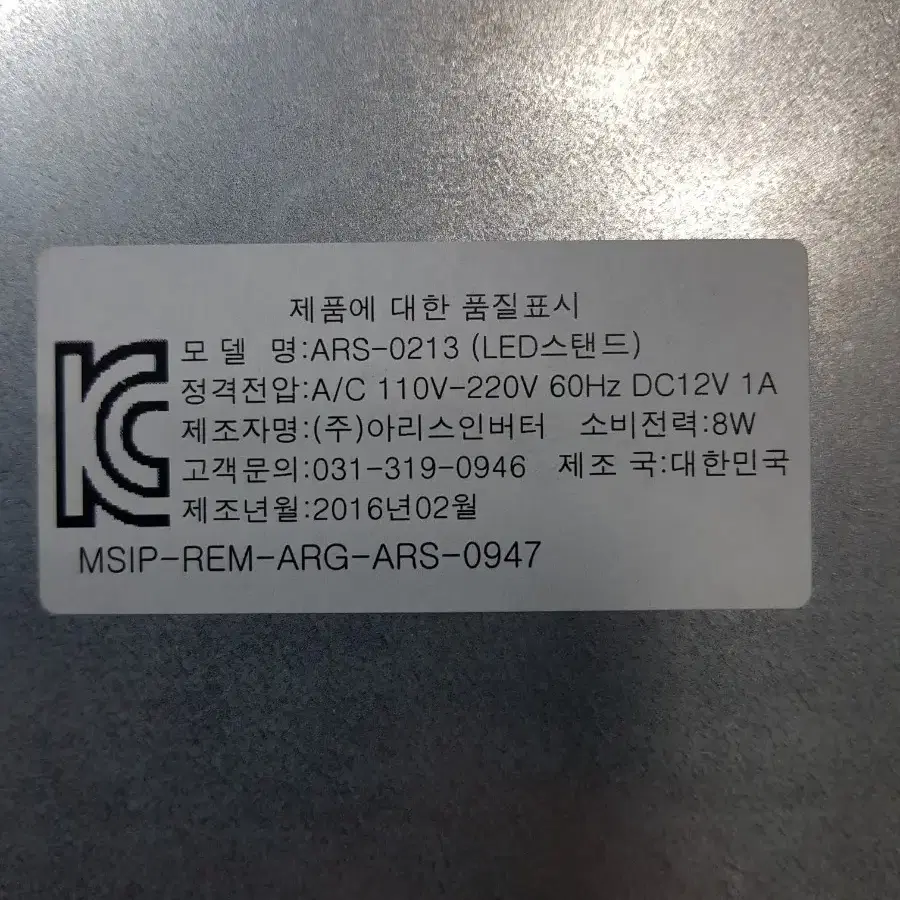 제품에 대한 품질표시
모 델 명:ARS-0213 (LED스탠드)
정격전압:A/C 110V-220V 60Hz DC12V 1A
제조자명:(주)아리스인버터 소비전력:8W
고객문의:031-319-0946 제조 국:대한민국
제조년월:2016년02월
MSIP-REM-ARG-ARS-0947